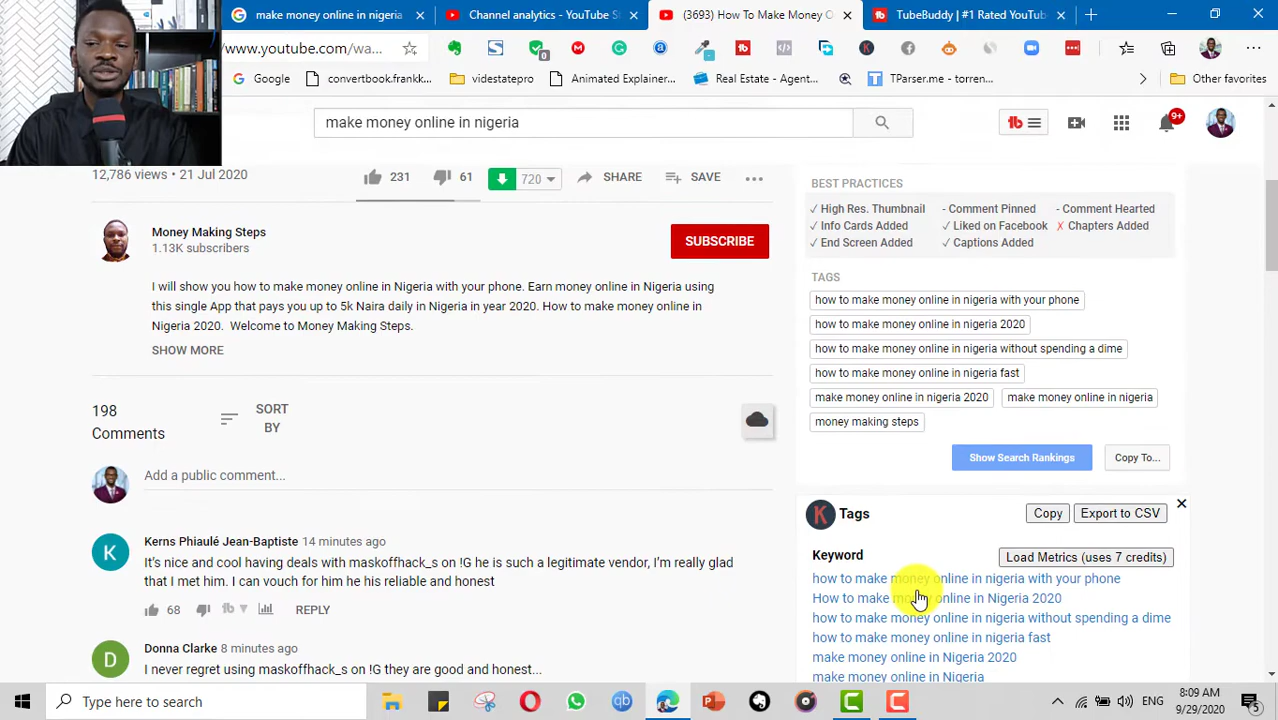 make money online in nigeria
Channel analytics - YouTube S
(3693) How To Make Money O
TubeBuddy | #1 Rated YouTub
www.youtube.com/wa...
Google
convertbook.frankk...
videstatepro
Animated Explainer...
Real Estate - Agent...
TParser.me - torren...
Other favorites
make money online in nigeria
9+
12,786 views • 21 Jul 2020
231
61
720
SHARE
SAVE
Money Making Steps
1.13K subscribers
SUBSCRIBE
I will show you how to make money online in Nigeria with your phone. Earn money online in Nigeria using
this single App that pays you up to 5k Naira daily in Nigeria in year 2020. How to make money online in
Nigeria 2020. Welcome to Money Making Steps.
SHOW MORE
198
Comments
SORT
BY
Add a public comment...
Kerns Phiaulé Jean-Baptiste 14 minutes ago
It's nice and cool having deals with maskoffhack_s on !G he is such a legitimate vendor, I'm really glad
that I met him. I can vouch for him he his reliable and honest
68
REPLY
Donna Clarke 8 minutes ago
I never regret using maskoffhack_s on !G they are good and honest...
BEST PRACTICES
✓ High Res. Thumbnail - Comment Pinned - Comment Hearted
✓ Info Cards Added ✓ Liked on Facebook ✗ Chapters Added
✓ End Screen Added ✓ Captions Added
TAGS
how to make money online in nigeria with your phone
how to make money online in nigeria 2020
how to make money online in nigeria without spending a dime
how to make money online in nigeria fast
make money online in nigeria 2020 make money online in nigeria
money making steps
Show Search Rankings Copy To...
K Tags Copy Export to CSV
Keyword Load Metrics (uses 7 credits)
how to make money online in nigeria with your phone
How to make money online in Nigeria 2020
how to make money online in nigeria without spending a dime
how to make money online in nigeria fast
make money online in Nigeria 2020
make money online in Nigeria
Type here to search
ENG
8:09 AM
9/29/2020
5